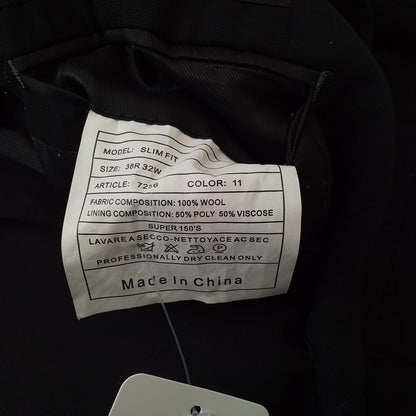 MODEL: SLIM FIT
SIZE: 38R 32W
ARTICLE: 7256 COLOR: 11
FABRIC COMPOSITION: 100% WOOL
LINING COMPOSITION: 50% POLY 50% VISCOSE
SUPER 150'S
LAVARE A SECCO-NETTOYACE AC SEC
PROFESSIONALLY DRY CLEAN ONLY
Made In China